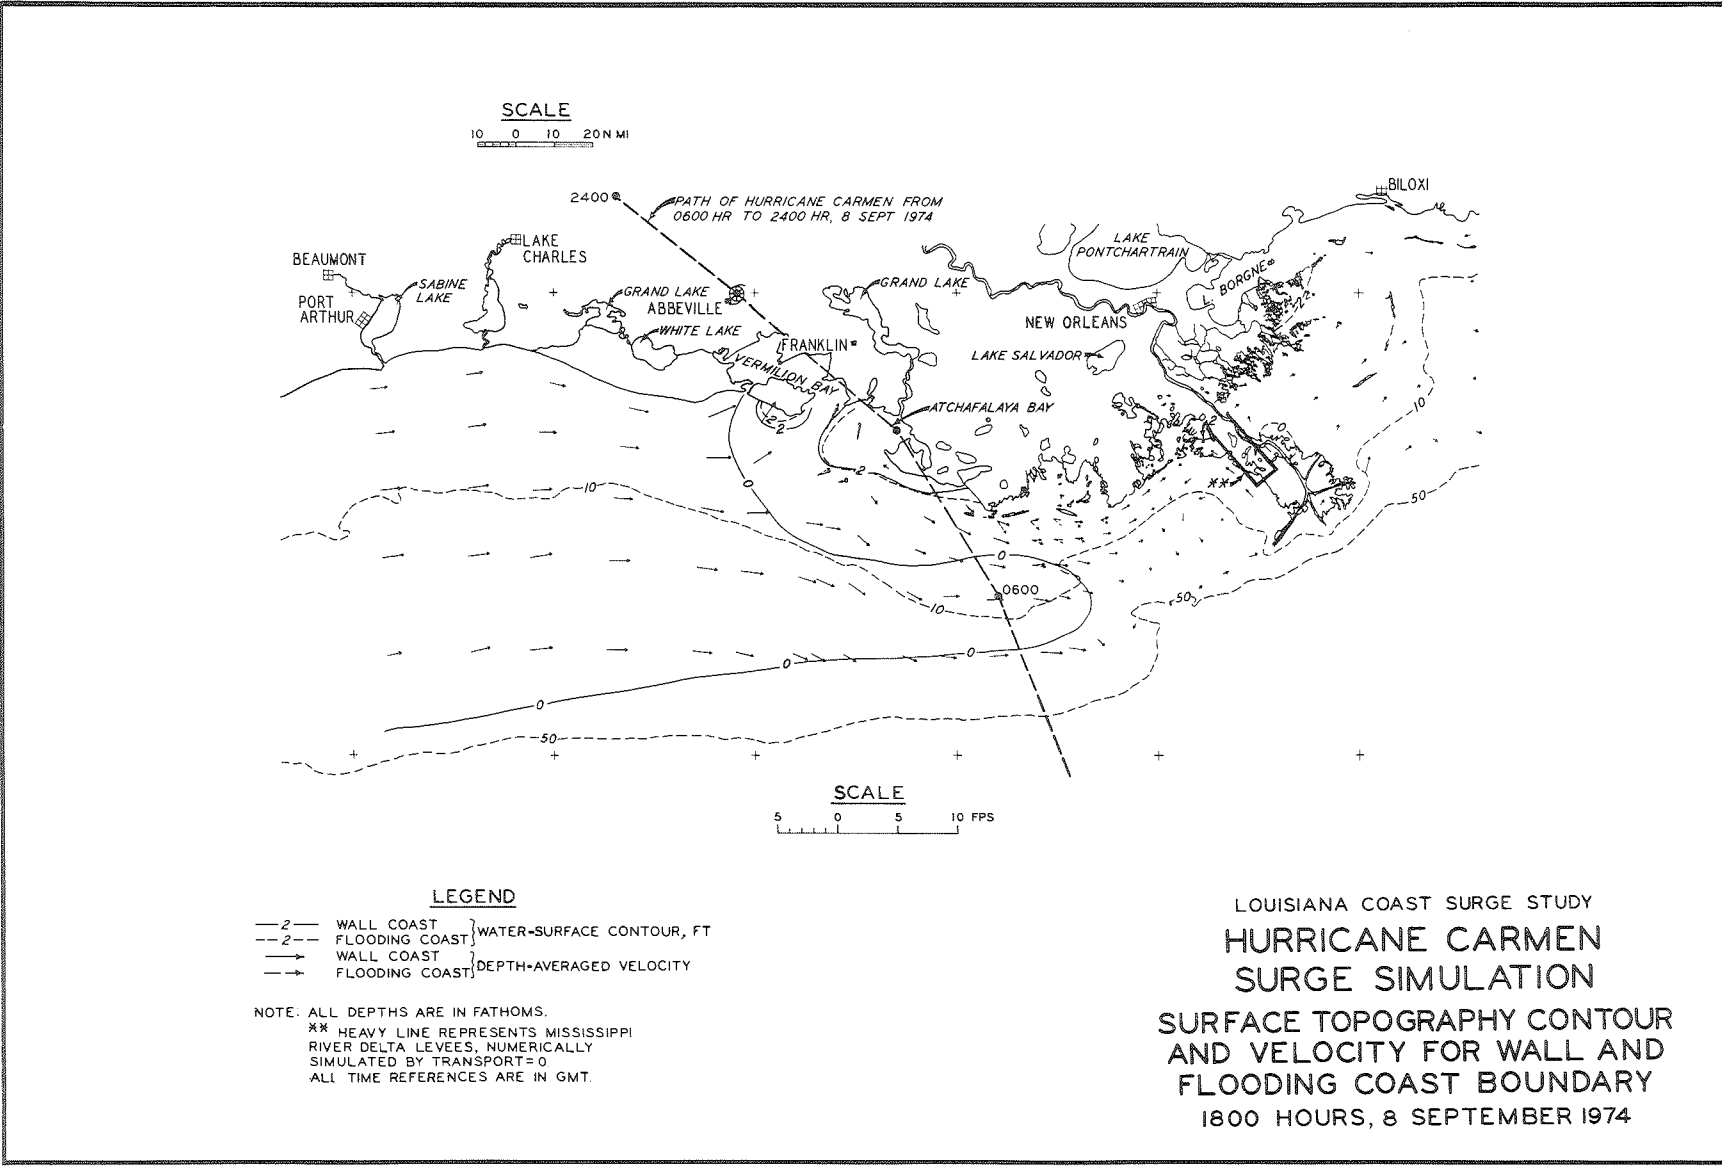 SCALE
10 0 10 20 N MI
2400
PATH OF HURRICANE CARMEN FROM
0600 HR TO 2400 HR, 8 SEPT 1974
BILOXI
LAKE
PONTCHARTRAIN
LAKE
CHARLES
BEAUMONT
SABINE
LAKE
PORT
ARTHUR
GRAND LAKE
ABBEVILLE
GRAND LAKE
L. BORGNE
NEW ORLEANS
WHITE LAKE
FRANKLIN
LAKE SALVADOR
VERMILION BAY
ATCHAFALAYA BAY
-2
2
2
2
-2
10
10
10
0
0
0
0
0
**
50
50
50
0600
SCALE
5 0 5 10 FPS
LEGEND
2 WALL COAST
2 FLOODING COAST
WATER-SURFACE CONTOUR, FT
WALL COAST
FLOODING COAST
DEPTH-AVERAGED VELOCITY
NOTE: ALL DEPTHS ARE IN FATHOMS.
** HEAVY LINE REPRESENTS MISSISSIPPI
RIVER DELTA LEVEES, NUMERICALLY
SIMULATED BY TRANSPORT = 0.
ALL TIME REFERENCES ARE IN GMT.
LOUISIANA COAST SURGE STUDY
HURRICANE CARMEN
SURGE SIMULATION
SURFACE TOPOGRAPHY CONTOUR
AND VELOCITY FOR WALL AND
FLOODING COAST BOUNDARY
1800 HOURS, 8 SEPTEMBER 1974